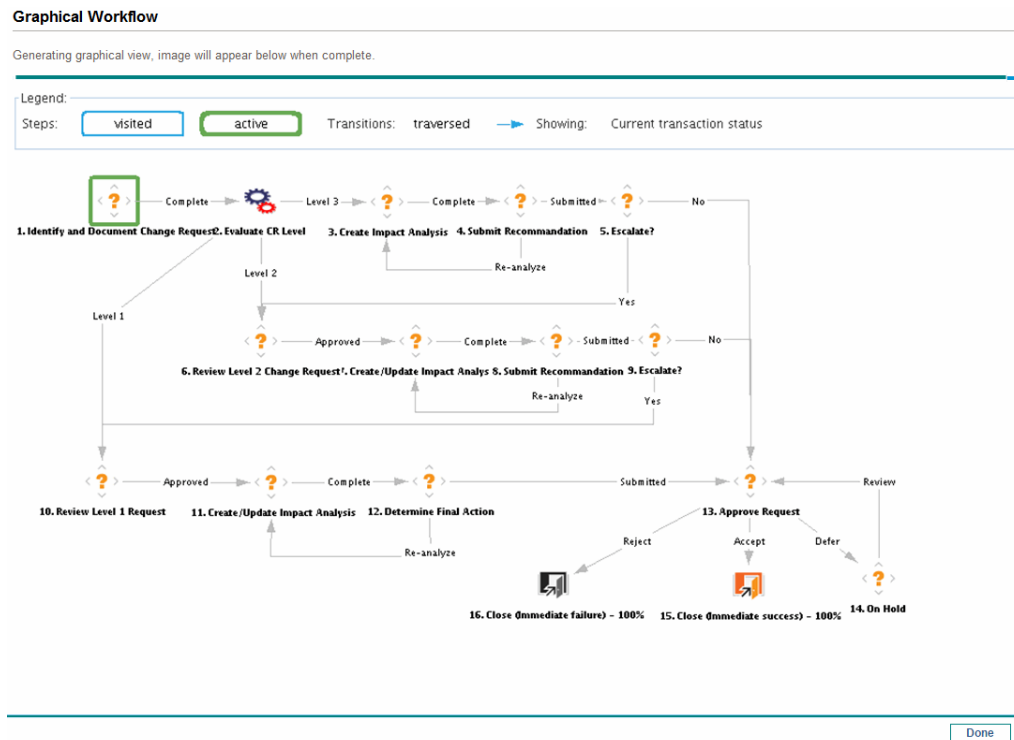 Graphical Workflow
Generating graphical view, image will appear below when complete.
Legend:
Steps: visited active Transitions: traversed Showing: Current transaction status
Complete Level 3 Complete Submitted No
1. Identify and Document Change Request 2. Evaluate CR Level 3. Create Impact Analysis 4. Submit Recommandation 5. Escalate?
Re-analyze
Level 2
Yes
Level 1
Approved Complete Submitted No
6. Review Level 2 Change Request . Create/Update Impact Analys 8. Submit Recommandation 9. Escalate?
Re-analyze
Yes
Approved Complete Submitted Review
10. Review Level 1 Request 11. Create/Update Impact Analysis 12. Determine Final Action 13. Approve Request
Reject Accept Defer
Re-analyze
14. On Hold
16. Close (Immediate failure) - 100% 15. Close (Immediate success) - 100%
Done